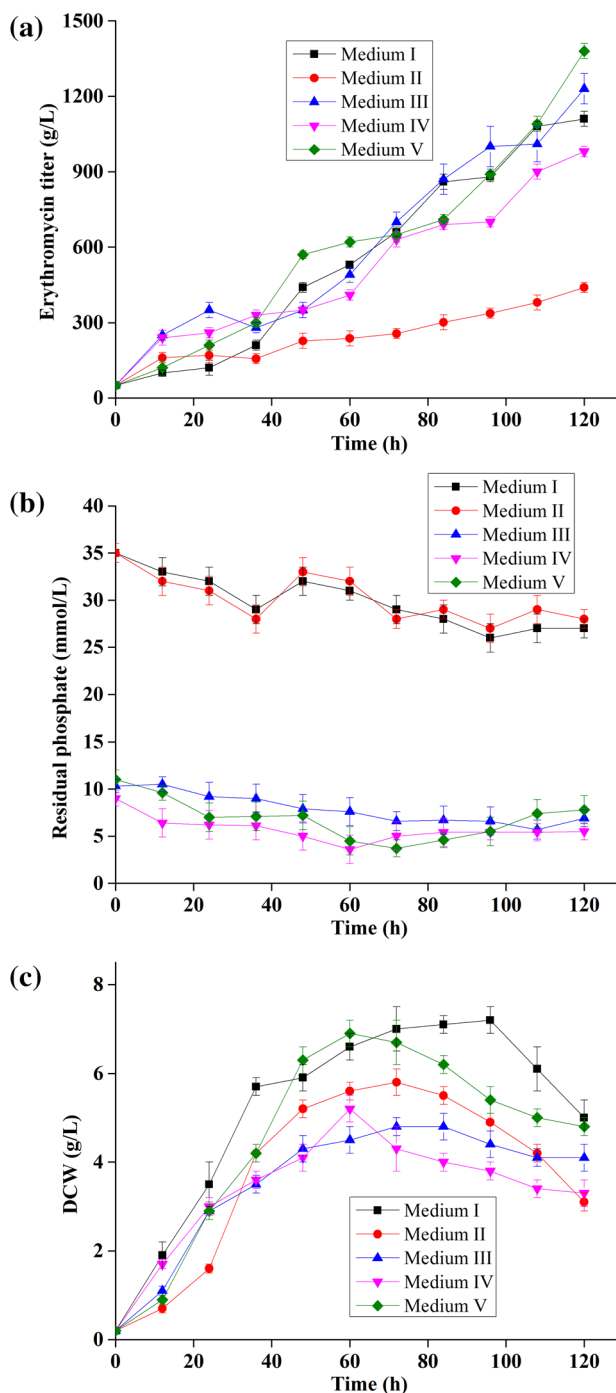 (a)
1500
1200
900
600
300
0
Erythromycin titer (g/L)
Medium I
Medium II
Medium III
Medium IV
Medium V
0 20 40 60 80 100 120
Time (h)
(b)
40
35
30
25
20
15
10
5
0
Residual phosphate (mmol/L)
Medium I
Medium II
Medium III
Medium IV
Medium V
0 20 40 60 80 100 120
Time (h)
(c)
8
6
4
2
0
DCW (g/L)
Medium I
Medium II
Medium III
Medium IV
Medium V
0 20 40 60 80 100 120
Time (h)